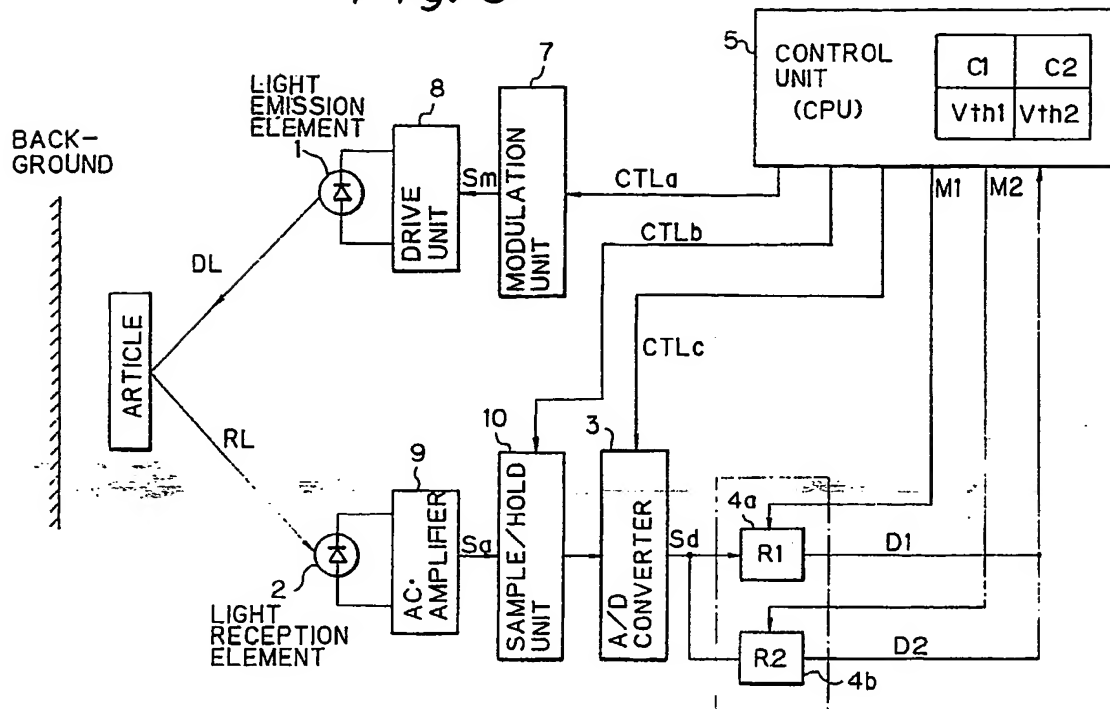 Fig.
5
CONTROL
UNIT
(CPU)
C1
C2
Vth1
Vth2
7
8
LIGHT
EMISSION
ELEMENT
1
BACK-
GROUND
DRIVE
UNIT
Sm
MODULATION
UNIT
CTLa
CTLb
CTLc
M1
M2
DL
ARTICLE
RL
9
10
3
4a
2
LIGHT
RECEPTION
ELEMENT
AC·
AMPLIFIER
Sa
SAMPLE/HOLD
UNIT
A/D
CONVERTER
Sd
R1
D1
R2
D2
4b